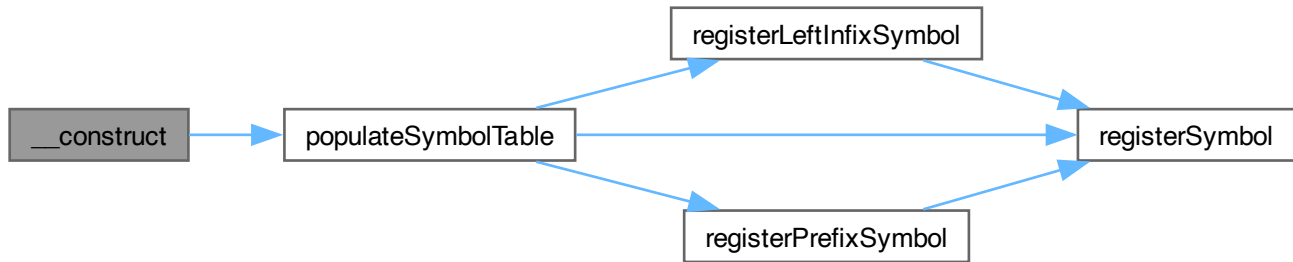 __construct
populateSymbolTable
registerLeftInfixSymbol
registerSymbol
registerPrefixSymbol